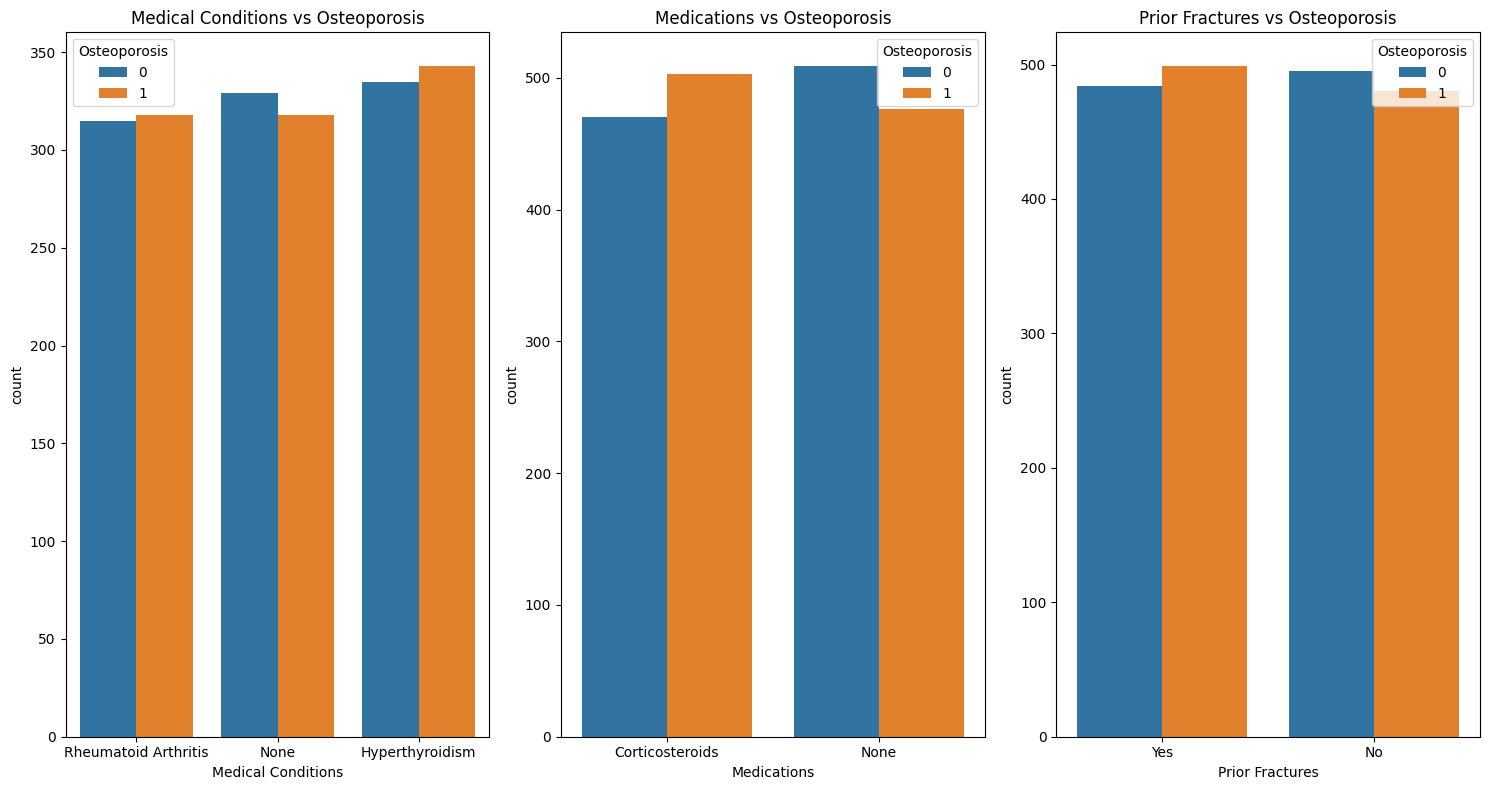 Medical Conditions vs Osteoporosis
Osteoporosis
0
1
350
300
250
200
150
100
50
0
count
Rheumatoid Arthritis None Hyperthyroidism
Medical Conditions
Medications vs Osteoporosis
Osteoporosis
0
1
500
400
300
200
100
0
count
Corticosteroids None
Medications
Prior Fractures vs Osteoporosis
Osteoporosis
0
1
500
400
300
200
100
0
count
Yes No
Prior Fractures